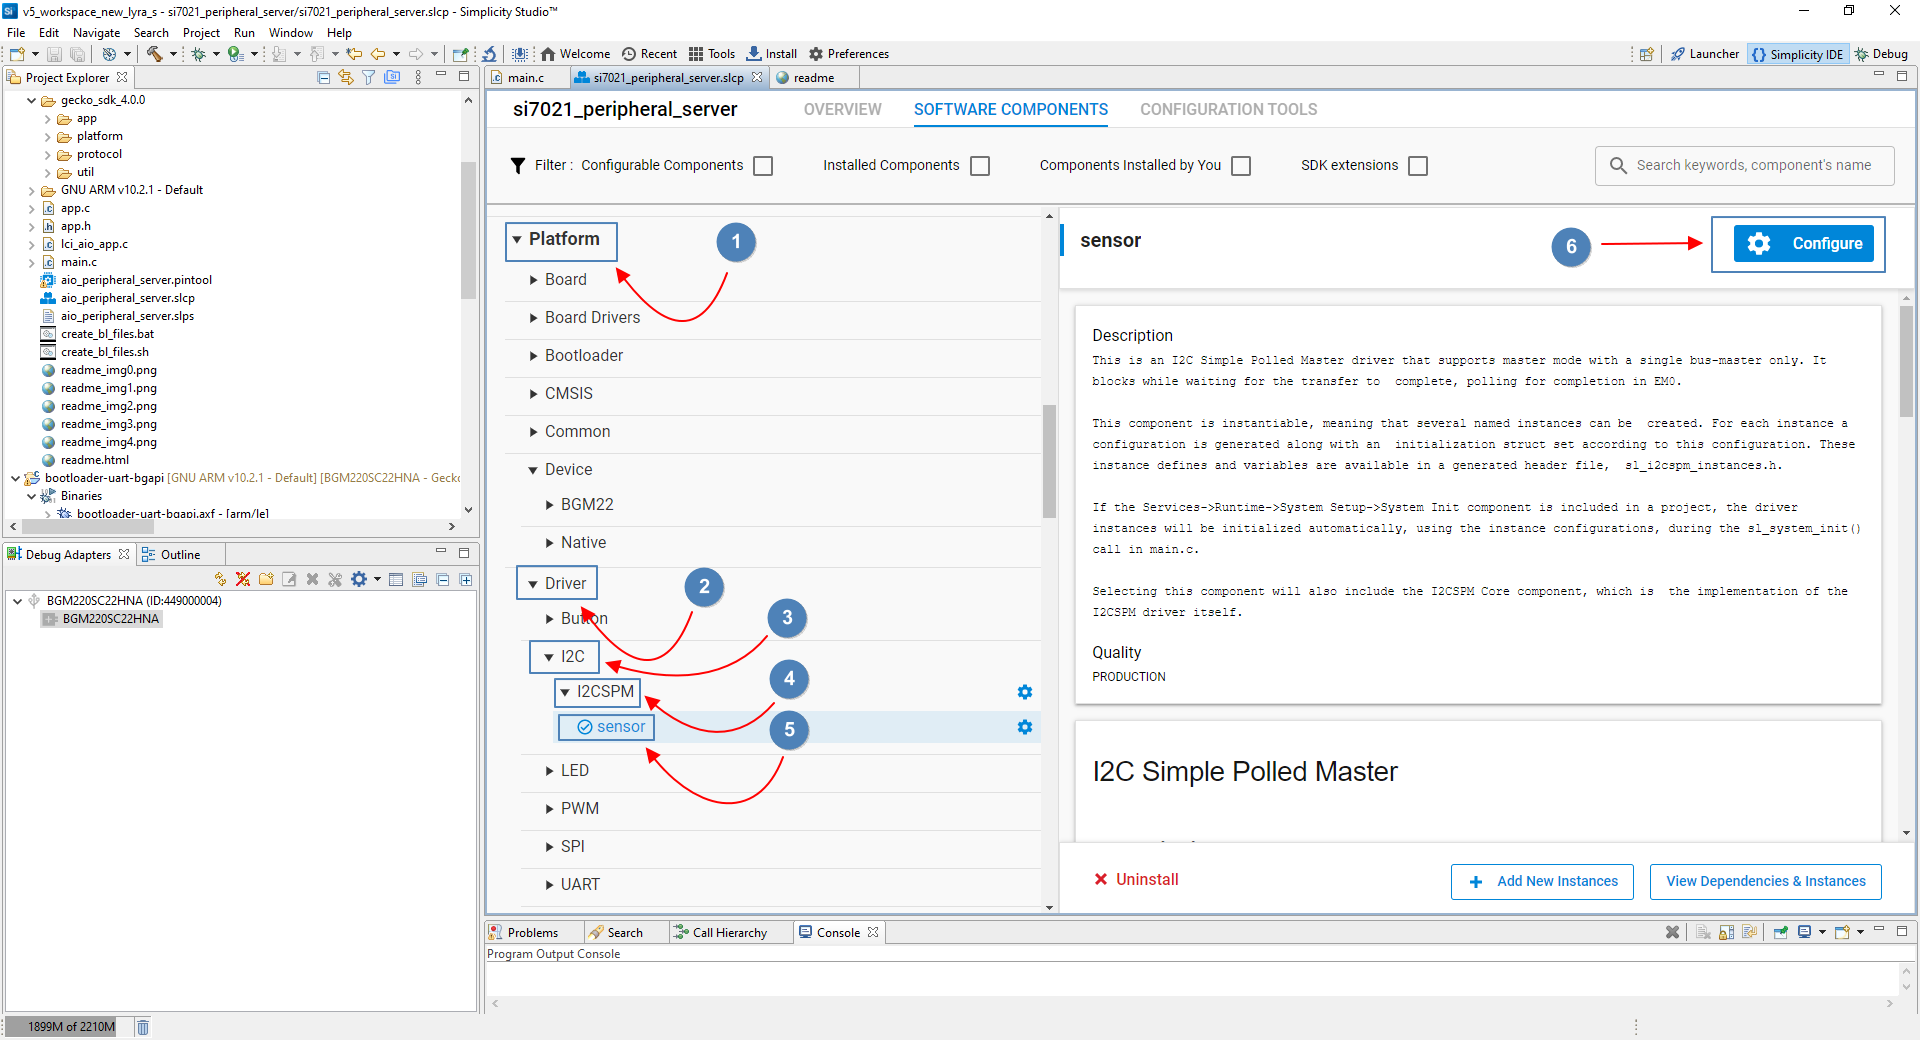 v5_workspace_new_lyra_s - si7021_peripheral_server/si7021_peripheral_server.slcp - Simplicity Studio™
File Edit Navigate Search Project Run Window Help
Welcome Recent Tools Install Preferences
Launcher Simplicity IDE Debug
Project Explorer
gecko_sdk_4.0.0
app
platform
protocol
util
GNU ARM v10.2.1 - Default
app.c
app.h
lci_aio_app.c
main.c
aio_peripheral_server.pintool
aio_peripheral_server.slcp
aio_peripheral_server.slps
create_bl_files.bat
create_bl_files.sh
readme_img0.png
readme_img1.png
readme_img2.png
readme_img3.png
readme_img4.png
readme.html
bootloader-uart-bgapi [GNU ARM v10.2.1 - Default] [BGM220SC22HNA - Gecko
Binaries
bootloader-uart-bgapi.axf - [arm/le]
Debug Adapters Outline
BGM220SC22HNA (ID:449000004)
BGM220SC22HNA
1899M of 2210M
main.c si7021_peripheral_server.slcp readme
si7021_peripheral_server OVERVIEW SOFTWARE COMPONENTS CONFIGURATION TOOLS
Filter : Configurable Components Installed Components Components Installed by You SDK extensions Search keywords, component's name
Platform
1
Board
Board Drivers
Bootloader
CMSIS
Common
Device
BGM22
Native
Driver
2
Button
3
I2C
4
I2CSPM
sensor
5
LED
PWM
SPI
UART
sensor
6
Configure
Description
This is an I2C Simple Polled Master driver that supports master mode with a single bus-master only. It
blocks while waiting for the transfer to complete, polling for completion in EM0.
This component is instantiable, meaning that several named instances can be created. For each instance a
configuration is generated along with an initialization struct set according to this configuration. These
instance defines and variables are available in a generated header file, sl_i2cspm_instances.h.
If the Services->Runtime->System Setup->System Init component is included in a project, the driver
instances will be initialized automatically, using the instance configurations, during the sl_system_init()
call in main.c.
Selecting this component will also include the I2CSPM Core component, which is the implementation of the
I2CSPM driver itself.
Quality
PRODUCTION
I2C Simple Polled Master
Uninstall
Add New Instances
View Dependencies & Instances
Problems Search Call Hierarchy Console
Program Output Console